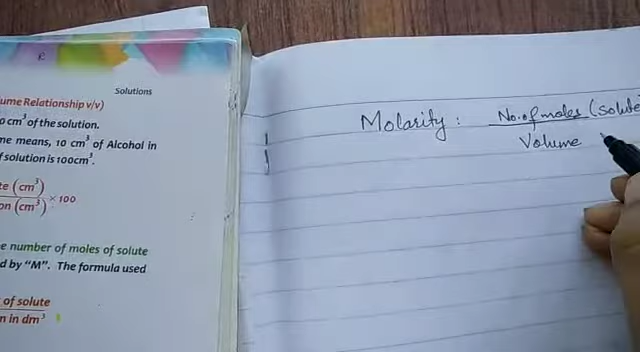 Solutions
ume Relationship v/v)
0 cm³ of the solution.
me means, 10 cm³ of Alcohol in
f solution is 100cm³.
te (cm³)
on (cm³) × 100
e number of moles of solute
d by "M". The formula used
of solute
n in dm³
Molarity : No. of moles (solute
Volume